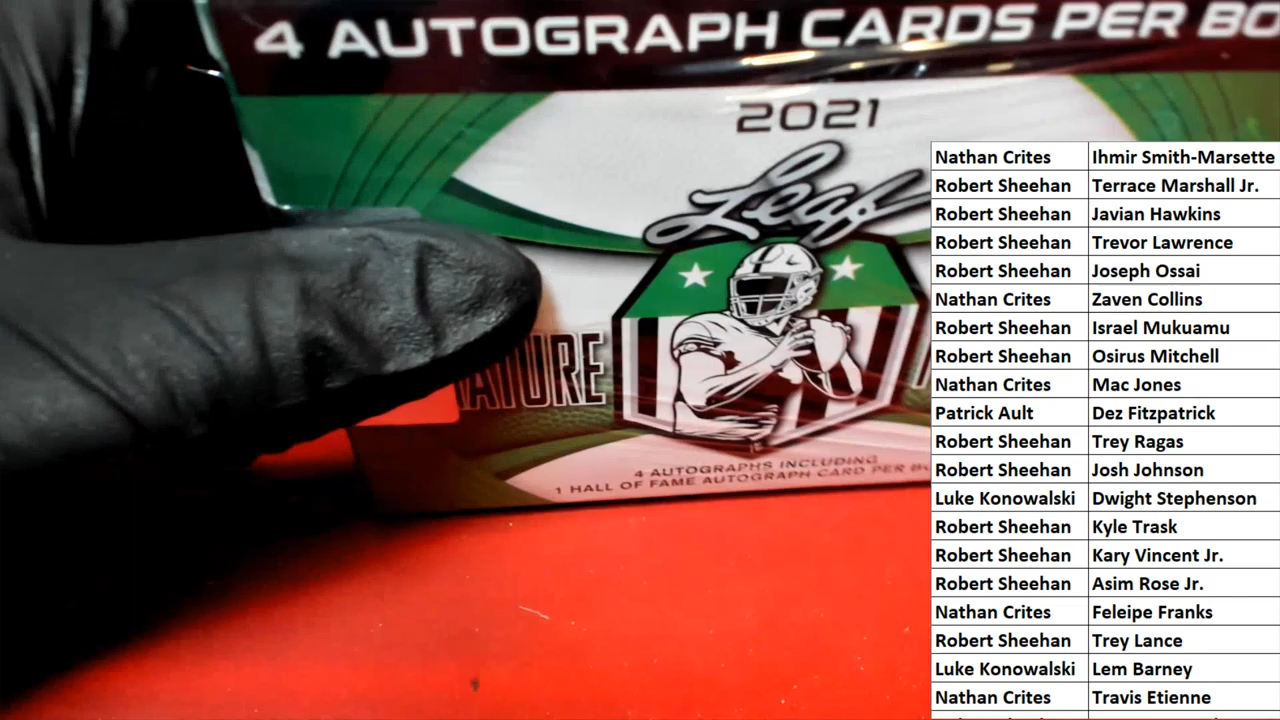 4 AUTOGRAPH CARDS PER BO
2021
Leaf
NATURE
4 AUTOGRAPHS INCLUDING
1 HALL OF FAME AUTOGRAPH CARD PER B
Nathan Crites Ihmir Smith-Marsette
Robert Sheehan Terrace Marshall Jr.
Robert Sheehan Javian Hawkins
Robert Sheehan Trevor Lawrence
Robert Sheehan Joseph Ossai
Nathan Crites Zaven Collins
Robert Sheehan Israel Mukuamu
Robert Sheehan Osirus Mitchell
Nathan Crites Mac Jones
Patrick Ault Dez Fitzpatrick
Robert Sheehan Trey Ragas
Robert Sheehan Josh Johnson
Luke Konowalski Dwight Stephenson
Robert Sheehan Kyle Trask
Robert Sheehan Kary Vincent Jr.
Robert Sheehan Asim Rose Jr.
Nathan Crites Feleipe Franks
Robert Sheehan Trey Lance
Luke Konowalski Lem Barney
Nathan Crites Travis Etienne